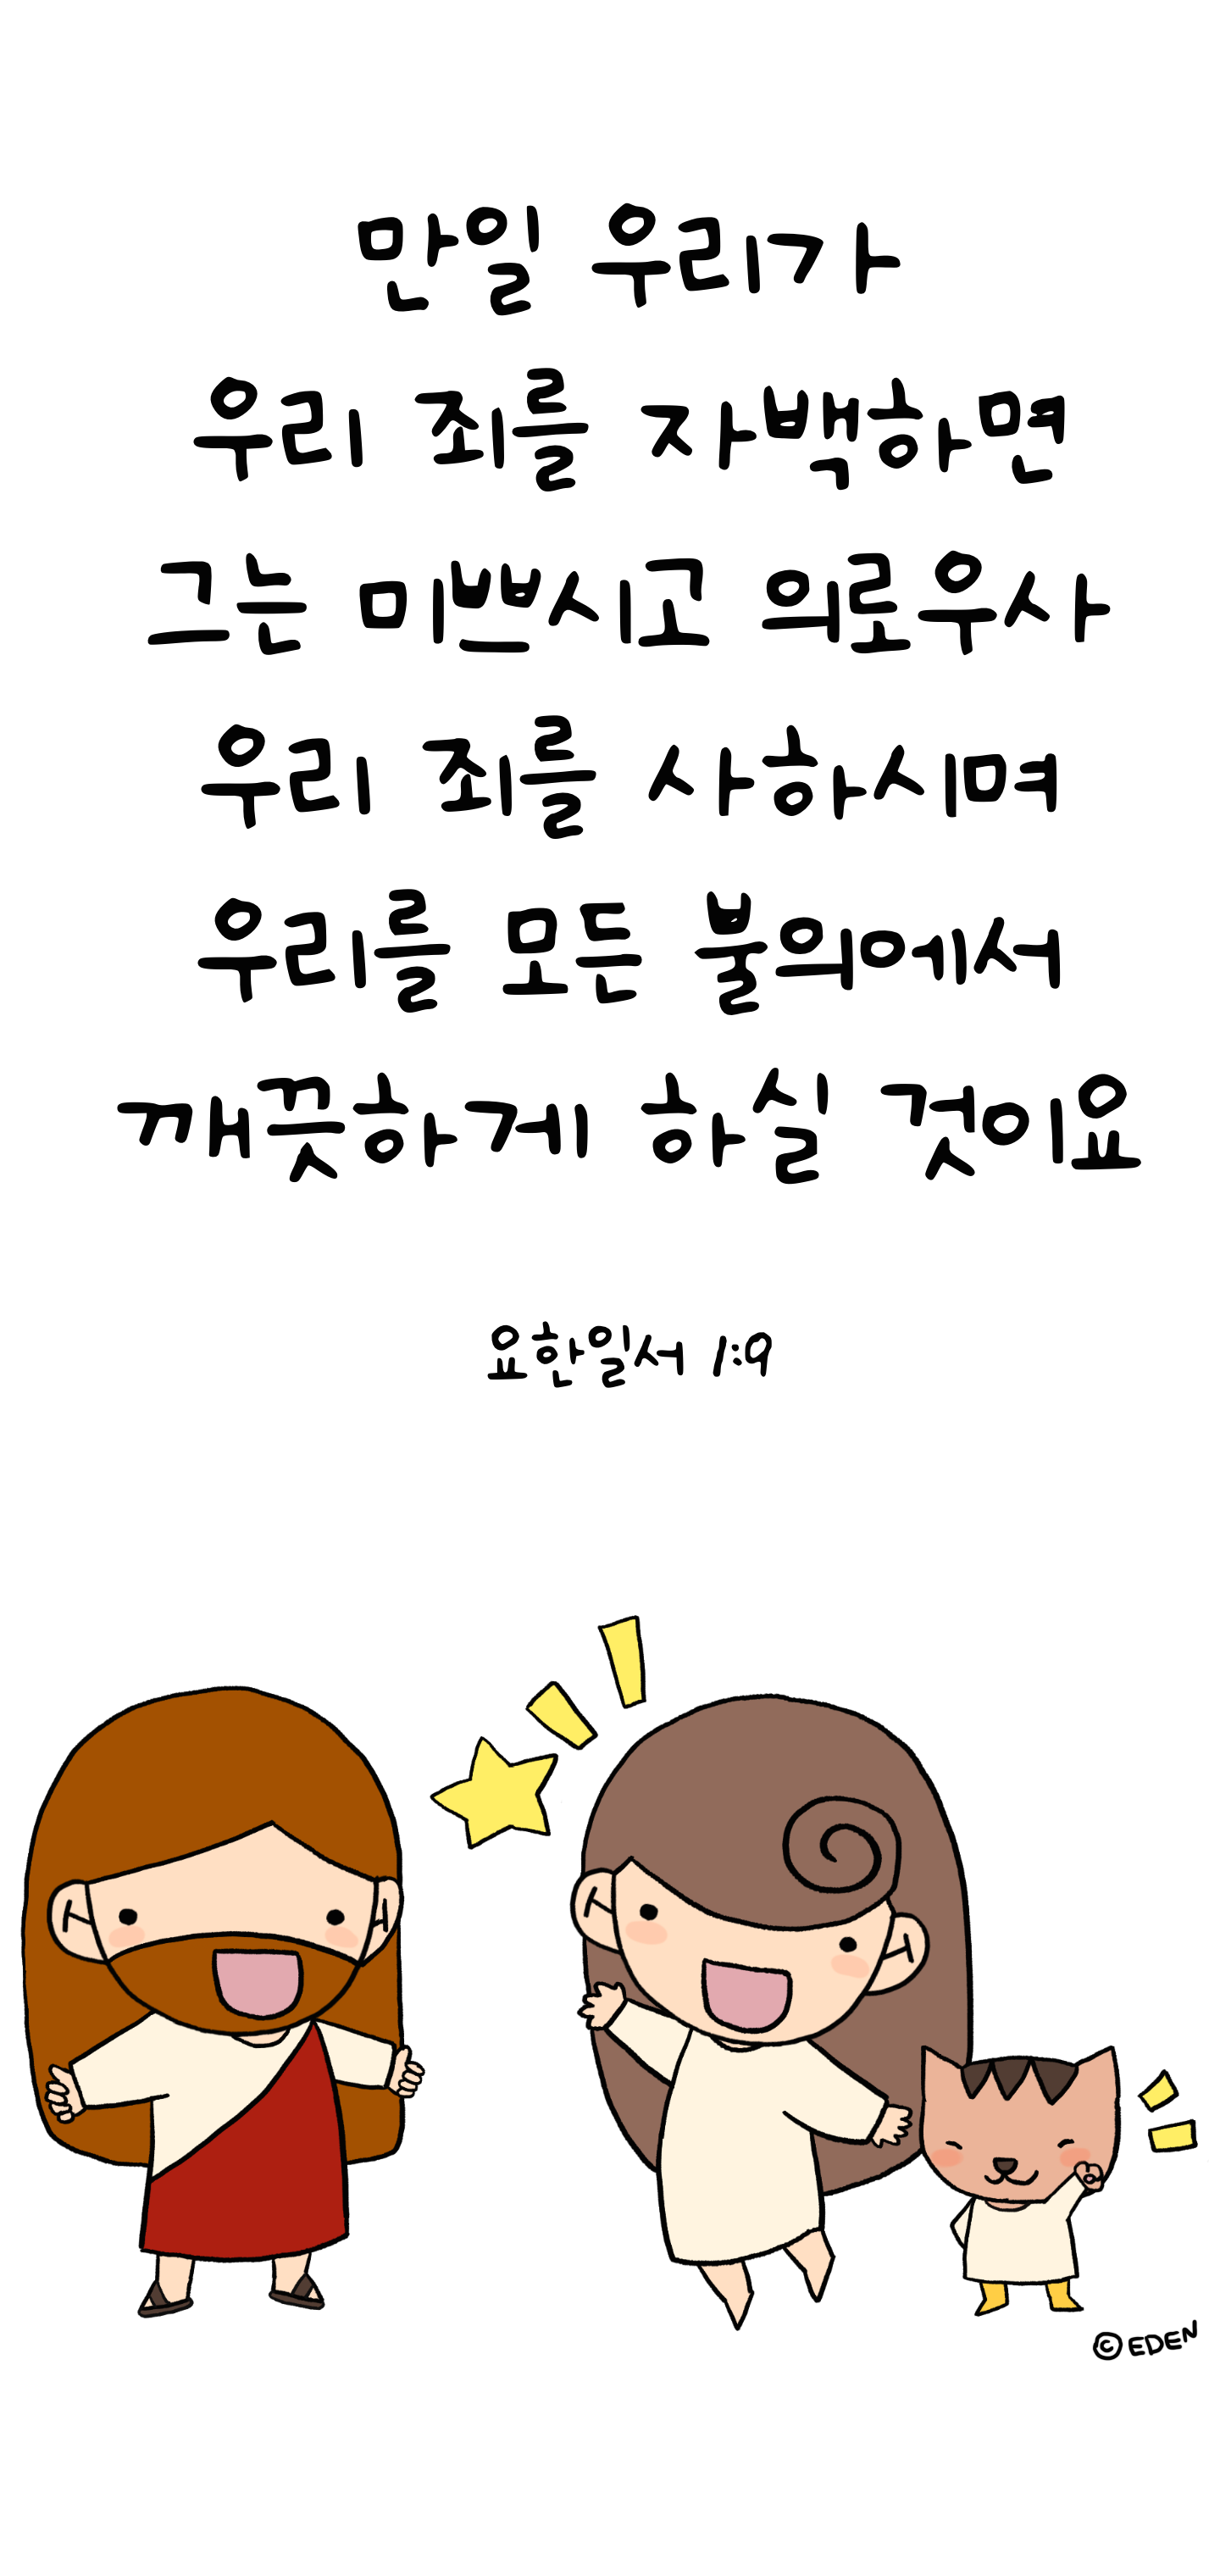 만일 우리가
우리 죄를 자백하면
그는 미쁘시고 의로우사
우리 죄를 사하시며
우리를 모든 불의에서
깨끗하게 하실 것이요
요한일서 1:9
© EDEN